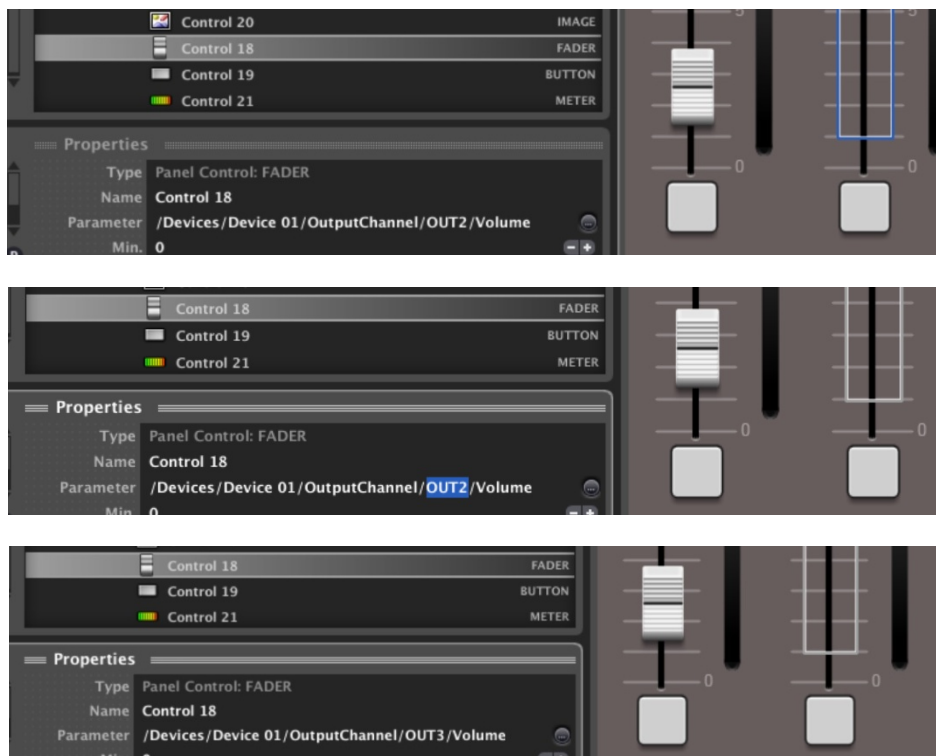 Control 20 IMAGE
Control 18 FADER
Control 19 BUTTON
Control 21 METER
Properties
Type Panel Control: FADER
Name Control 18
Parameter /Devices/Device 01/OutputChannel/OUT2/Volume
Min. 0
5 5
0 0
Control 18 FADER
Control 19 BUTTON
Control 21 METER
Properties
Type Panel Control: FADER
Name Control 18
Parameter /Devices/Device 01/OutputChannel/OUT2/Volume
Min. 0
0 0
Control 18 FADER
Control 19 BUTTON
Control 21 METER
Properties
Type Panel Control: FADER
Name Control 18
Parameter /Devices/Device 01/OutputChannel/OUT3/Volume
0 0